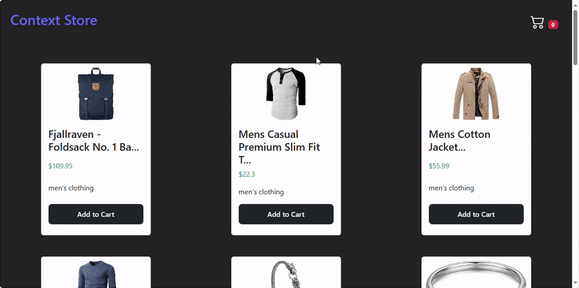 Context Store
0
Fjallraven -
Foldsack No. 1 Ba...
$109.95
men's clothing
Add to Cart
Mens Casual
Premium Slim Fit
T...
$22.3
men's clothing
Add to Cart
Mens Cotton
Jacket...
$55.99
men's clothing
Add to Cart